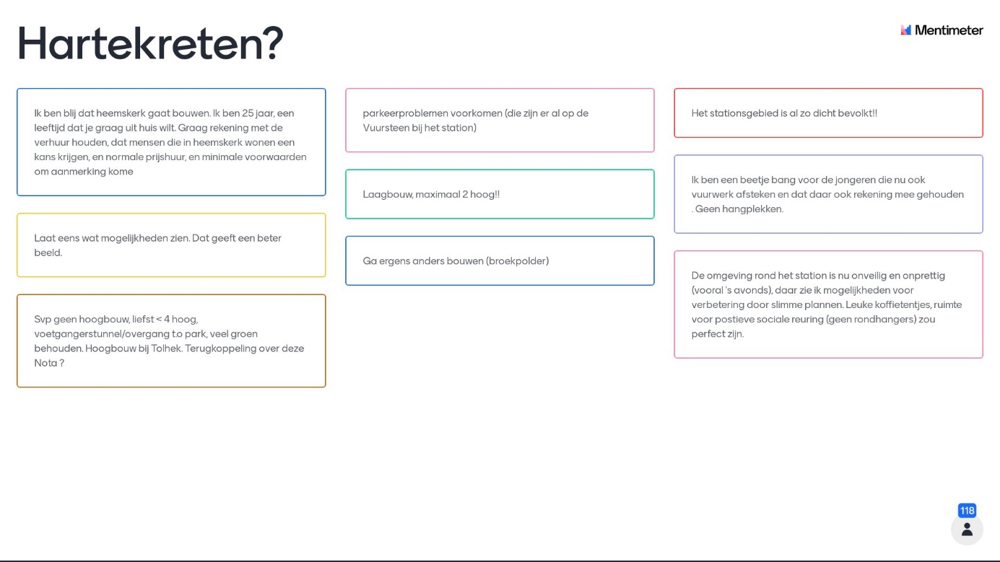 Hartekreten?
Mentimeter
Ik ben blij dat heemskerk gaat bouwen. Ik ben 25 jaar, een
leeftijd dat je graag uit huis wilt. Graag rekening met de
verhuur houden, dat mensen die in heemskerk wonen een
kans krijgen, en normale prijshuur, en minimale voorwaarden
om aanmerking kome
Laat eens wat mogelijkheden zien. Dat geeft een beter
beeld.
Svp geen hoogbouw, liefst < 4 hoog,
voetgangerstunnel/overgang t.o park, veel groen
behouden. Hoogbouw bij Tolhek. Terugkoppeling over deze
Nota ?
parkeerproblemen voorkomen (die zijn er al op de
Vuursteen bij het station)
Laagbouw, maximaal 2 hoog!!
Ga ergens anders bouwen (broekpolder)
Het stationsgebied is al zo dicht bevolkt!!
Ik ben een beetje bang voor de jongeren die nu ook
vuurwerk afsteken en dat daar ook rekening mee gehouden
. Geen hangplekken.
De omgeving rond het station is nu onveilig en onprettig
(vooral 's avonds), daar zie ik mogelijkheden voor
verbetering door slimme plannen. Leuke koffietentjes, ruimte
voor postieve sociale reuring (geen rondhangers) zou
perfect zijn.
118